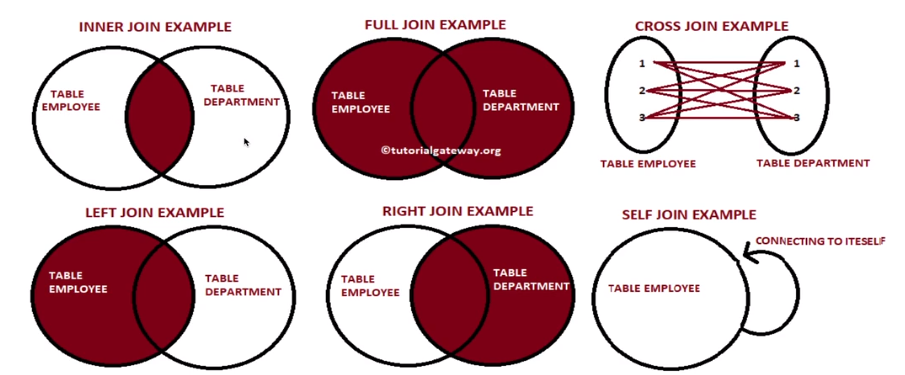 INNER JOIN EXAMPLE
TABLE
EMPLOYEE
TABLE
DEPARTMENT
FULL JOIN EXAMPLE
TABLE
EMPLOYEE
TABLE
DEPARTMENT
©tutorialgateway.org
CROSS JOIN EXAMPLE
1 1
2 2
3 3
TABLE EMPLOYEE TABLE DEPARTMENT
LEFT JOIN EXAMPLE
TABLE
EMPLOYEE
TABLE
DEPARTMENT
RIGHT JOIN EXAMPLE
TABLE
EMPLOYEE
TABLE
DEPARTMENT
SELF JOIN EXAMPLE
CONNECTING TO ITESELF
TABLE EMPLOYEE